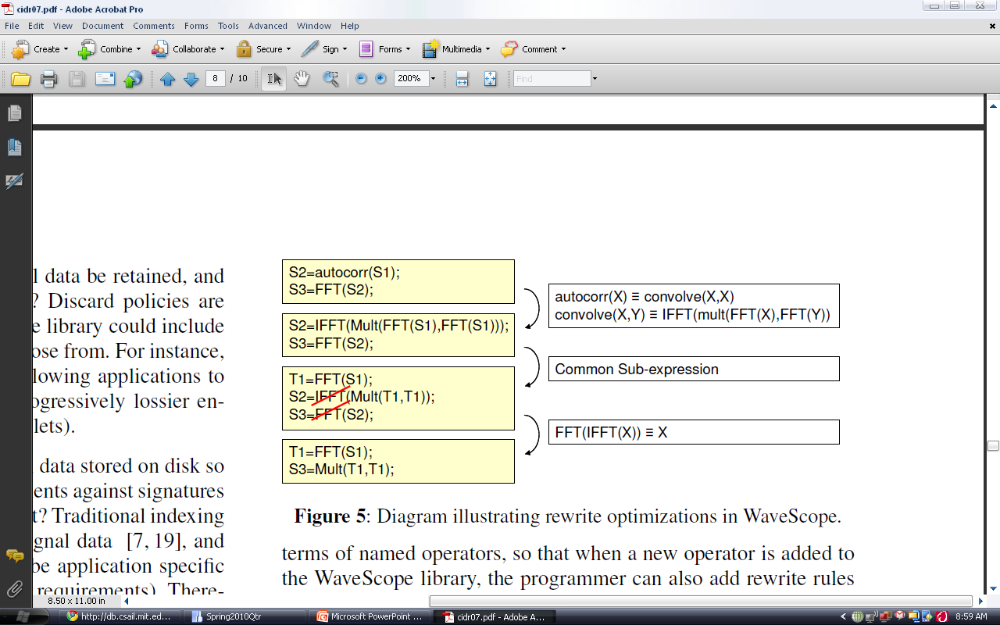 cidr07.pdf - Adobe Acrobat Pro
File Edit View Document Comments Forms Tools Advanced Window Help
Create Combine Collaborate Secure Sign Forms Multimedia Comment
8 / 10 200% Find
l data be retained, and
? Discard policies are
e library could include
ose from. For instance,
lowing applications to
ogressively lossier en-
lets).
data stored on disk so
ents against signatures
t? Traditional indexing
gnal data [7, 19], and
be application specific
requirements). There-
S2=autocorr(S1);
S3=FFT(S2);
S2=IFFT(Mult(FFT(S1),FFT(S1)));
S3=FFT(S2);
T1=FFT(S1);
S2=IFFT(Mult(T1,T1));
S3=FFT(S2);
T1=FFT(S1);
S3=Mult(T1,T1);
autocorr(X) ≡ convolve(X,X)
convolve(X,Y) ≡ IFFT(mult(FFT(X),FFT(Y))
Common Sub-expression
FFT(IFFT(X)) ≡ X
Figure 5: Diagram illustrating rewrite optimizations in WaveScope.
terms of named operators, so that when a new operator is added to
the WaveScope library, the programmer can also add rewrite rules
8.50 x 11.00 in
http://db.csail.mit.ed... Spring2010Qtr Microsoft PowerPoint ... cidr07.pdf - Adobe A... 8:59 AM